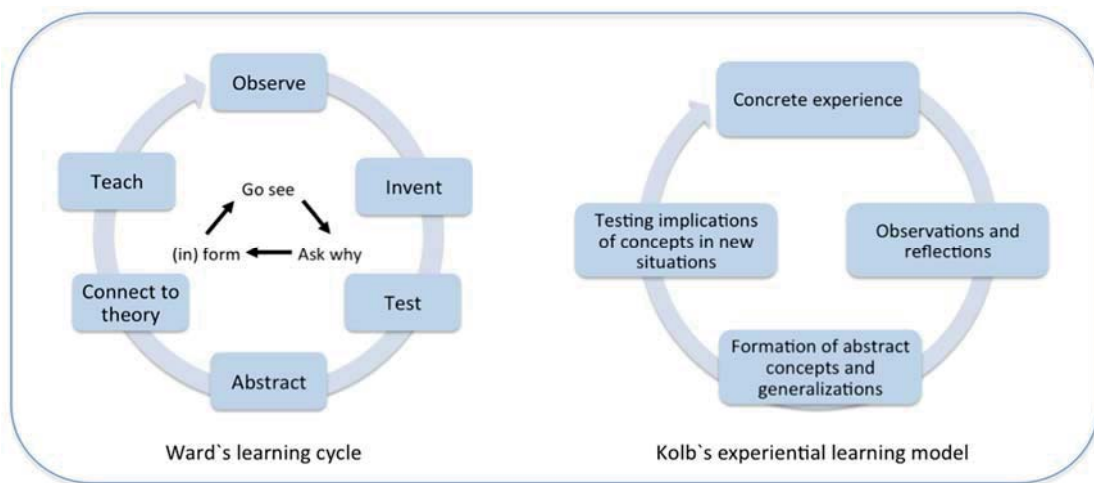 Observe
Invent
Test
Abstract
Connect to
theory
Teach
Go see
Ask why
(in) form
Ward`s learning cycle
Concrete experience
Observations and
reflections
Formation of abstract
concepts and
generalizations
Testing implications
of concepts in new
situations
Kolb`s experiential learning model